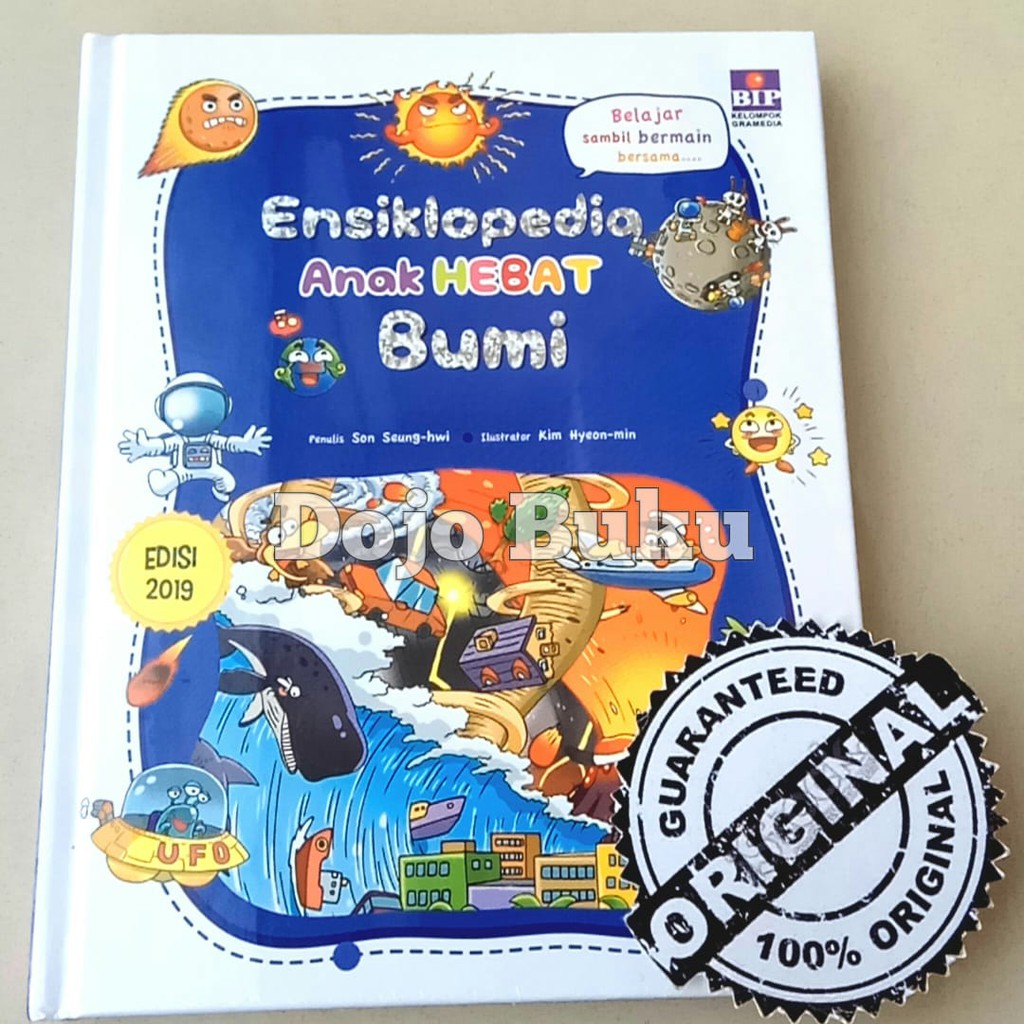 BIP
KELOMPOK
GRAMEDIA
Belajar
sambil bermain
bersama....
Ensiklopedia
Anak HEBAT
Bumi
Penulis Son Seung-hwi • Ilustrator Kim Hyeon-min
Dojo Buku
EDISI
2019
UFO
GUARANTEED
ORIGINAL
100% ORIGINAL